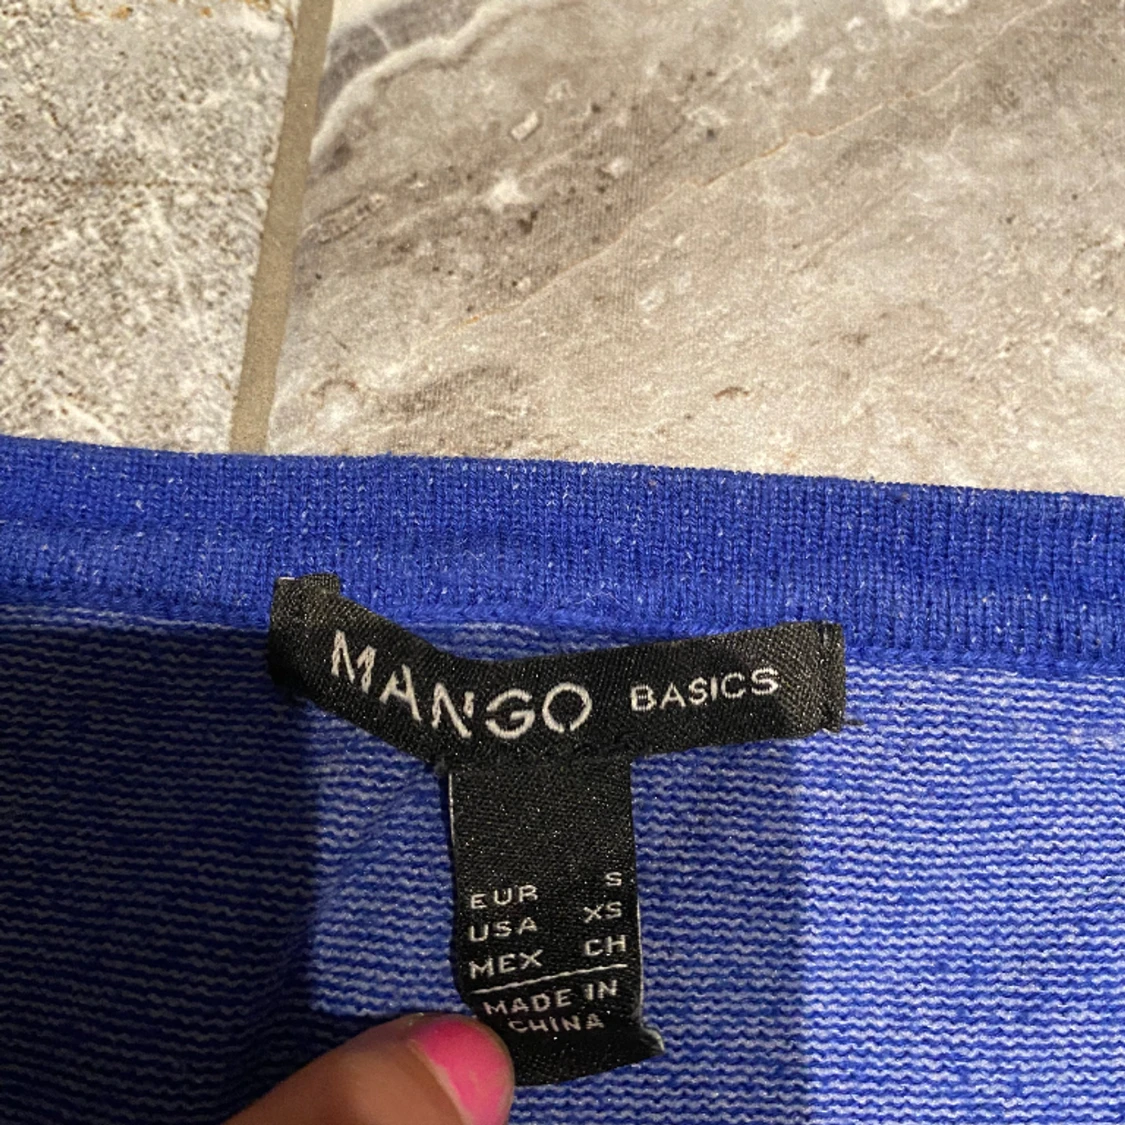 MANGO BASICS
EUR S
USA XS
MEX CH
MADE IN
CHINA